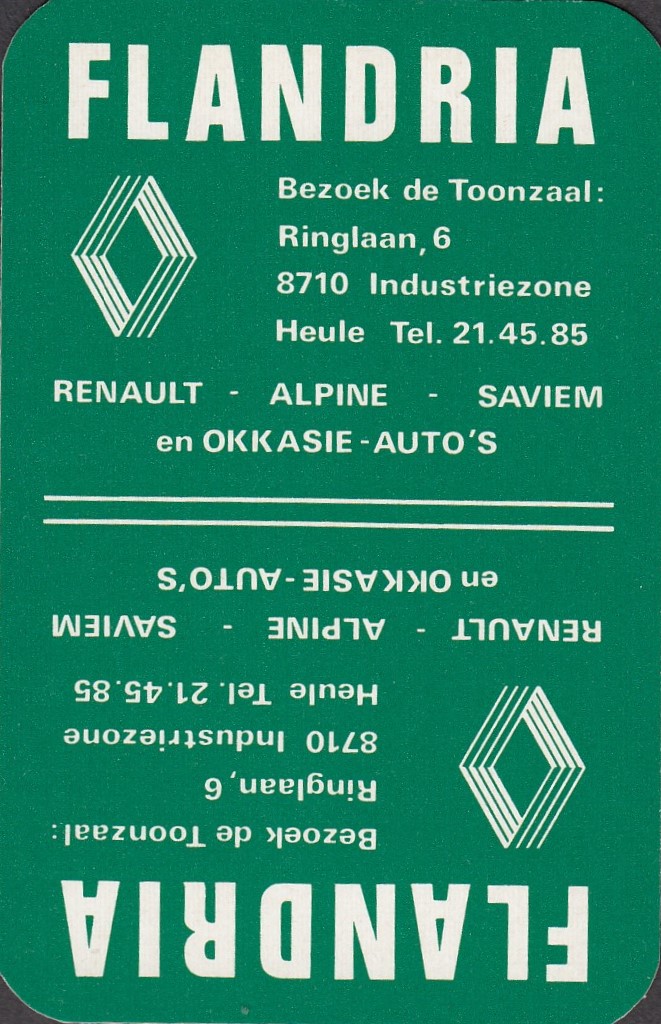 FLANDRIA
Bezoek de Toonzaal:
Ringlaan, 6
8710 Industriezone
Heule Tel. 21.45.85
RENAULT - ALPINE - SAVIEM
en OKKASIE-AUTO'S
FLANDRIA
Bezoek de Toonzaal:
Ringlaan, 6
8710 Industriezone
Heule Tel. 21.45.85
RENAULT - ALPINE - SAVIEM
en OKKASIE-AUTO'S